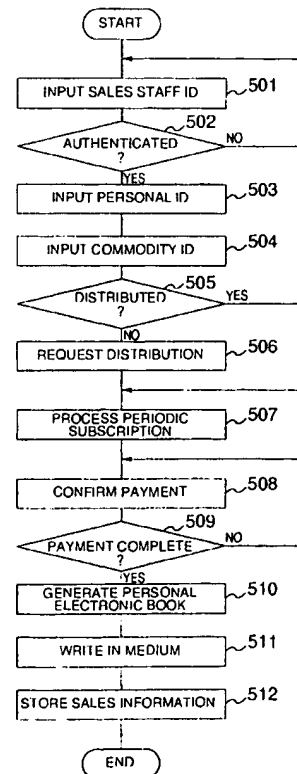 START
INPUT SALES STAFF ID
501
502
AUTHENTICATED
?
NO
YES
INPUT PERSONAL ID
503
INPUT COMMODITY ID
504
505
DISTRIBUTED
?
YES
NO
REQUEST DISTRIBUTION
506
PROCESS PERIODIC
SUBSCRIPTION
507
CONFIRM PAYMENT
508
509
PAYMENT COMPLETE
?
NO
YES
GENERATE PERSONAL
ELECTRONIC BOOK
510
WRITE IN MEDIUM
511
STORE SALES INFORMATION
512
END